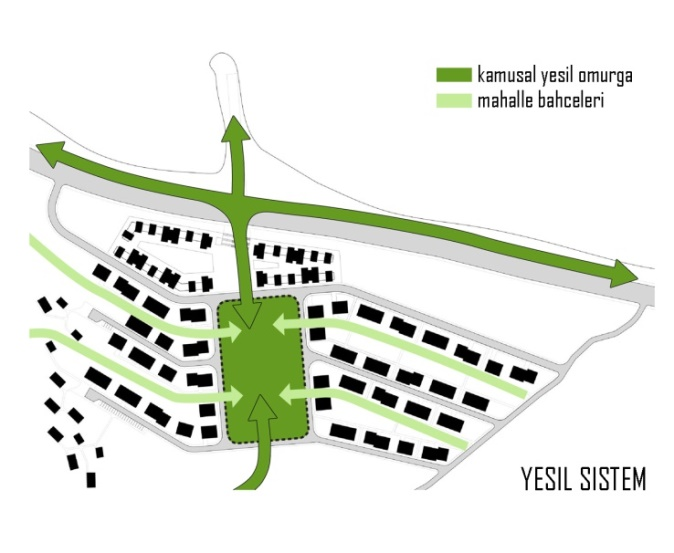 kamusal yesil omurga
mahalle bahceleri
YESIL SISTEM